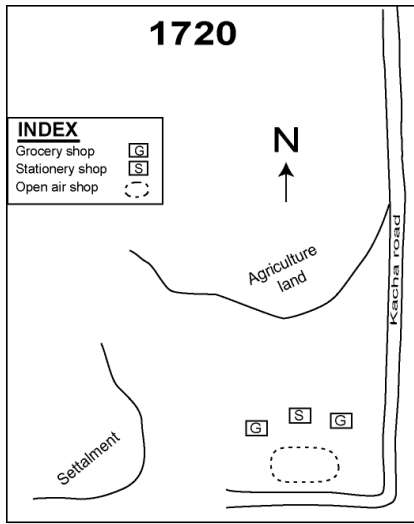 1720
INDEX
Grocery shop G
Stationery shop S
Open air shop
N
Agriculture
land
Kacha road
G S G
Settalment